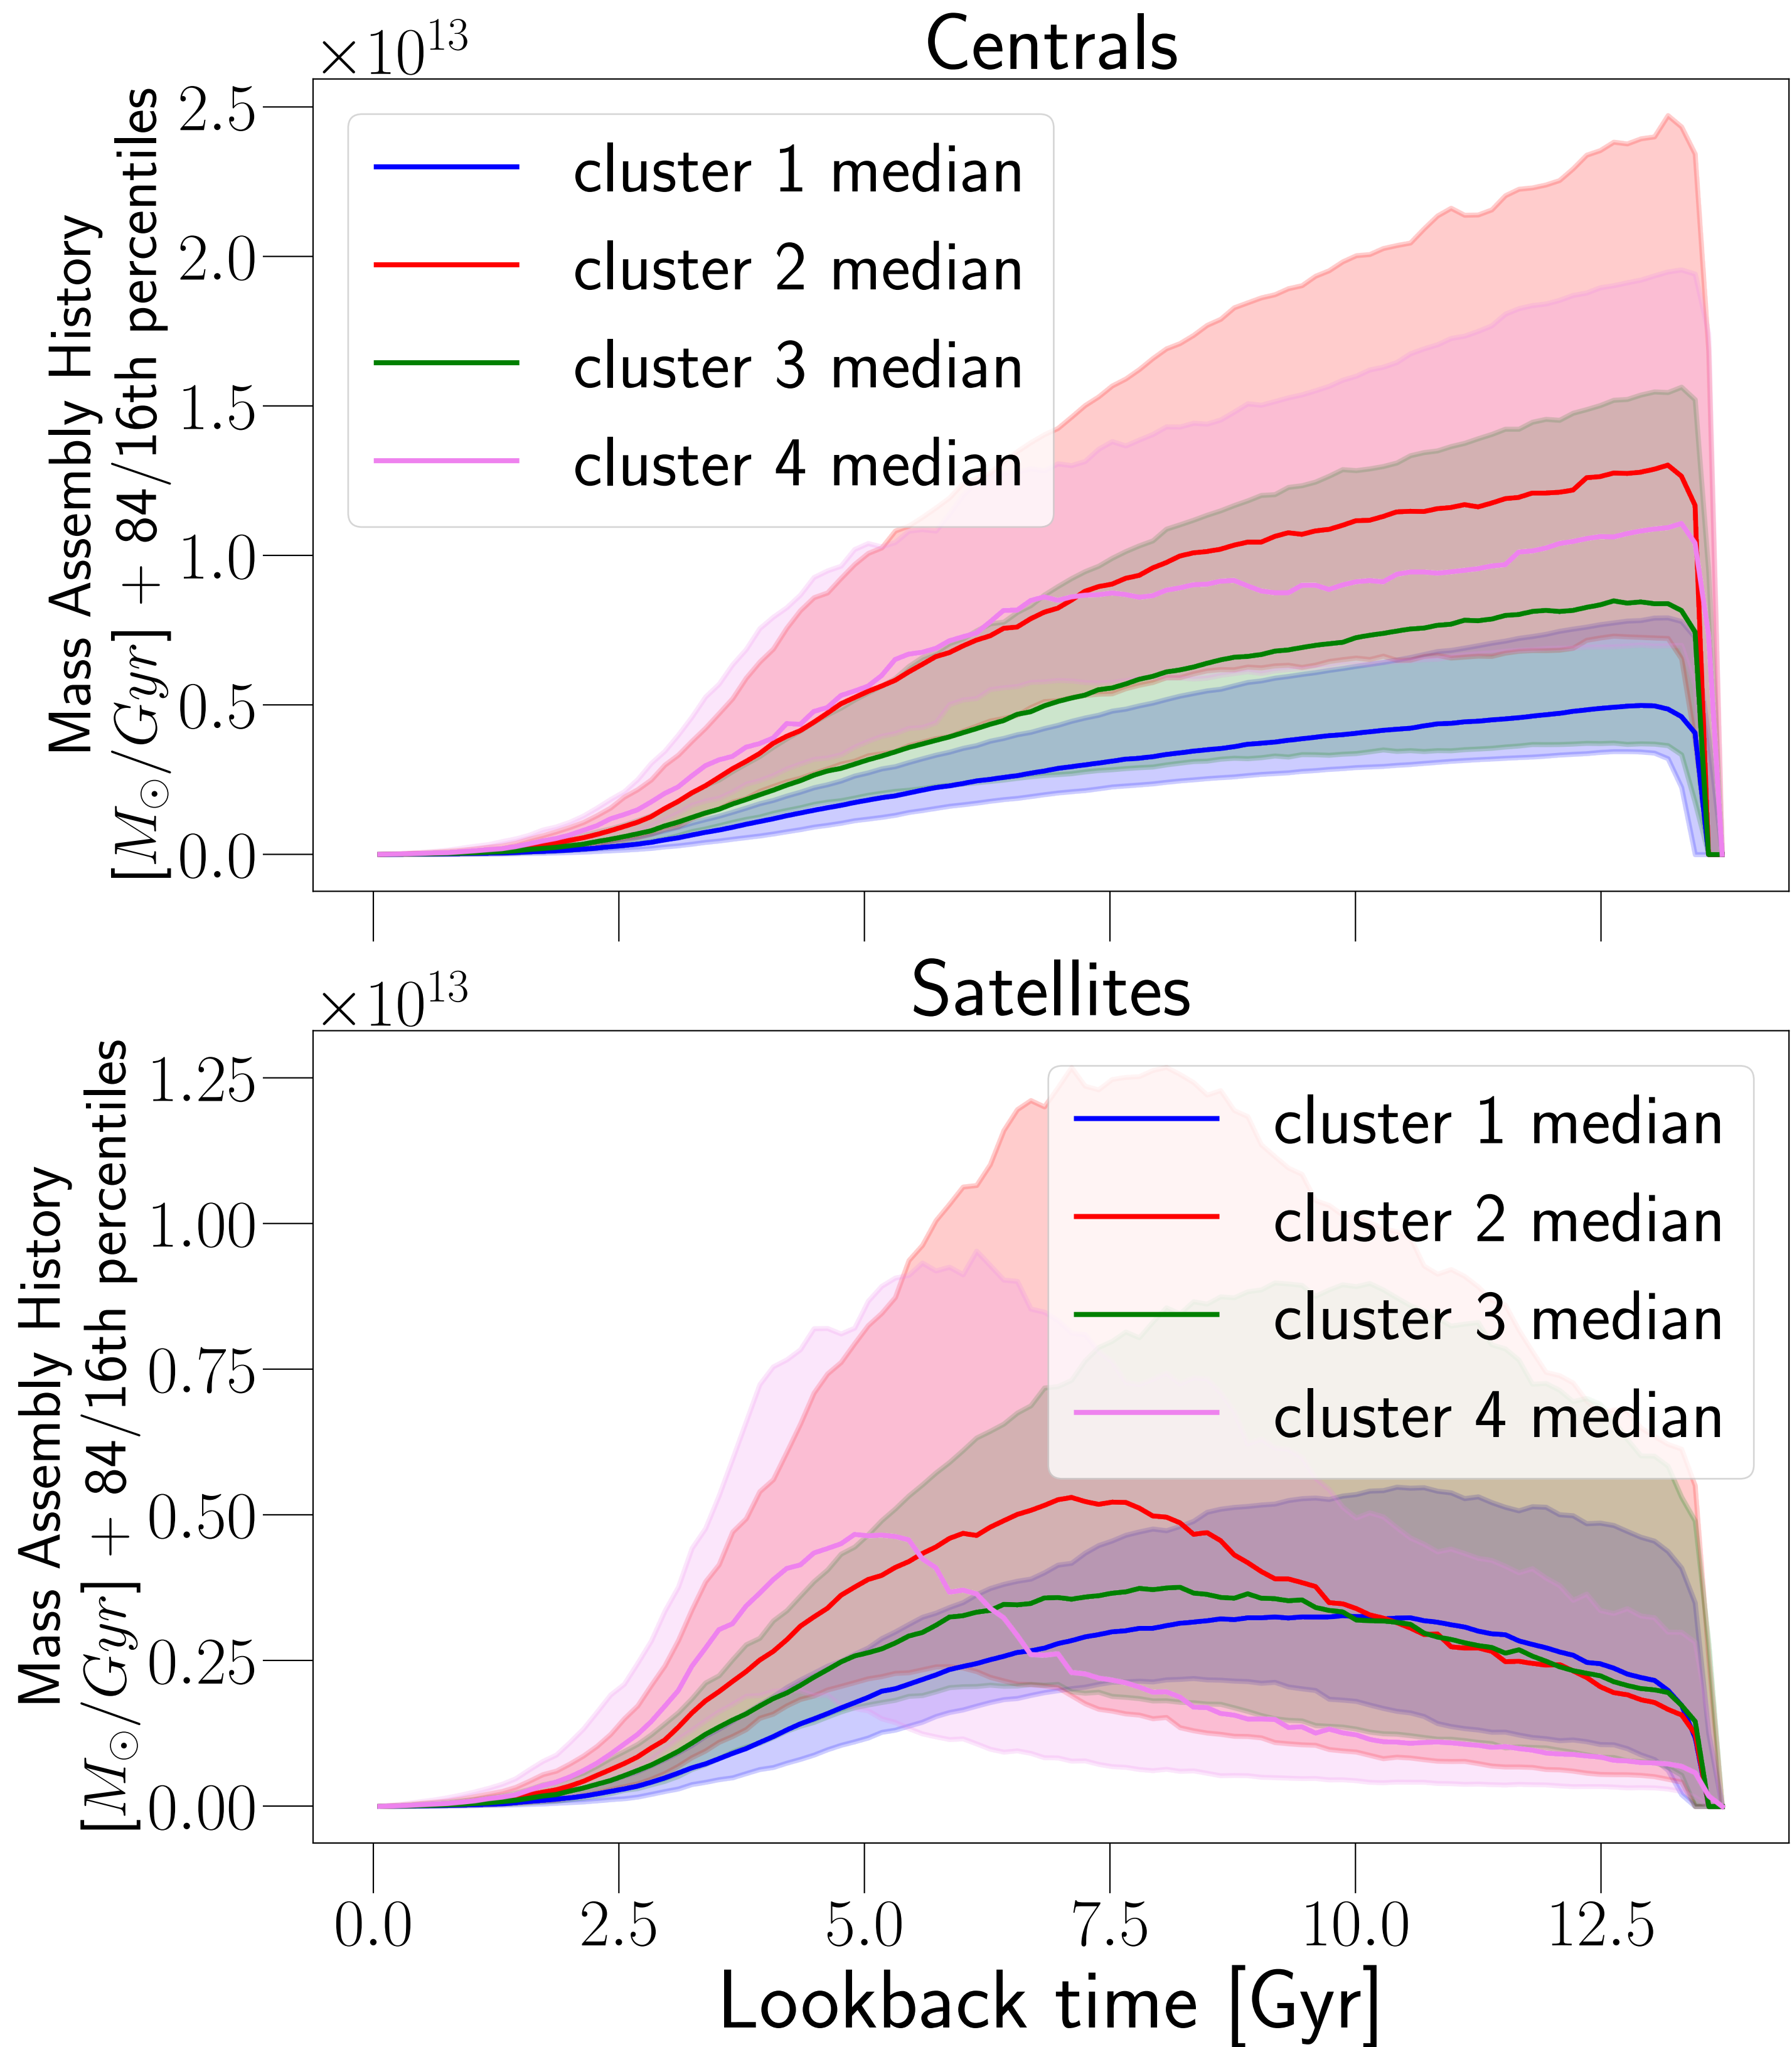 ×10¹³
Centrals
Mass Assembly History
[M⊙/Gyr] + 84/16th percentiles
2.5
2.0
1.5
1.0
0.5
0.0
cluster 1 median
cluster 2 median
cluster 3 median
cluster 4 median
×10¹³
Satellites
Mass Assembly History
[M⊙/Gyr] + 84/16th percentiles
1.25
1.00
0.75
0.50
0.25
0.00
cluster 1 median
cluster 2 median
cluster 3 median
cluster 4 median
0.0 2.5 5.0 7.5 10.0 12.5
Lookback time [Gyr]